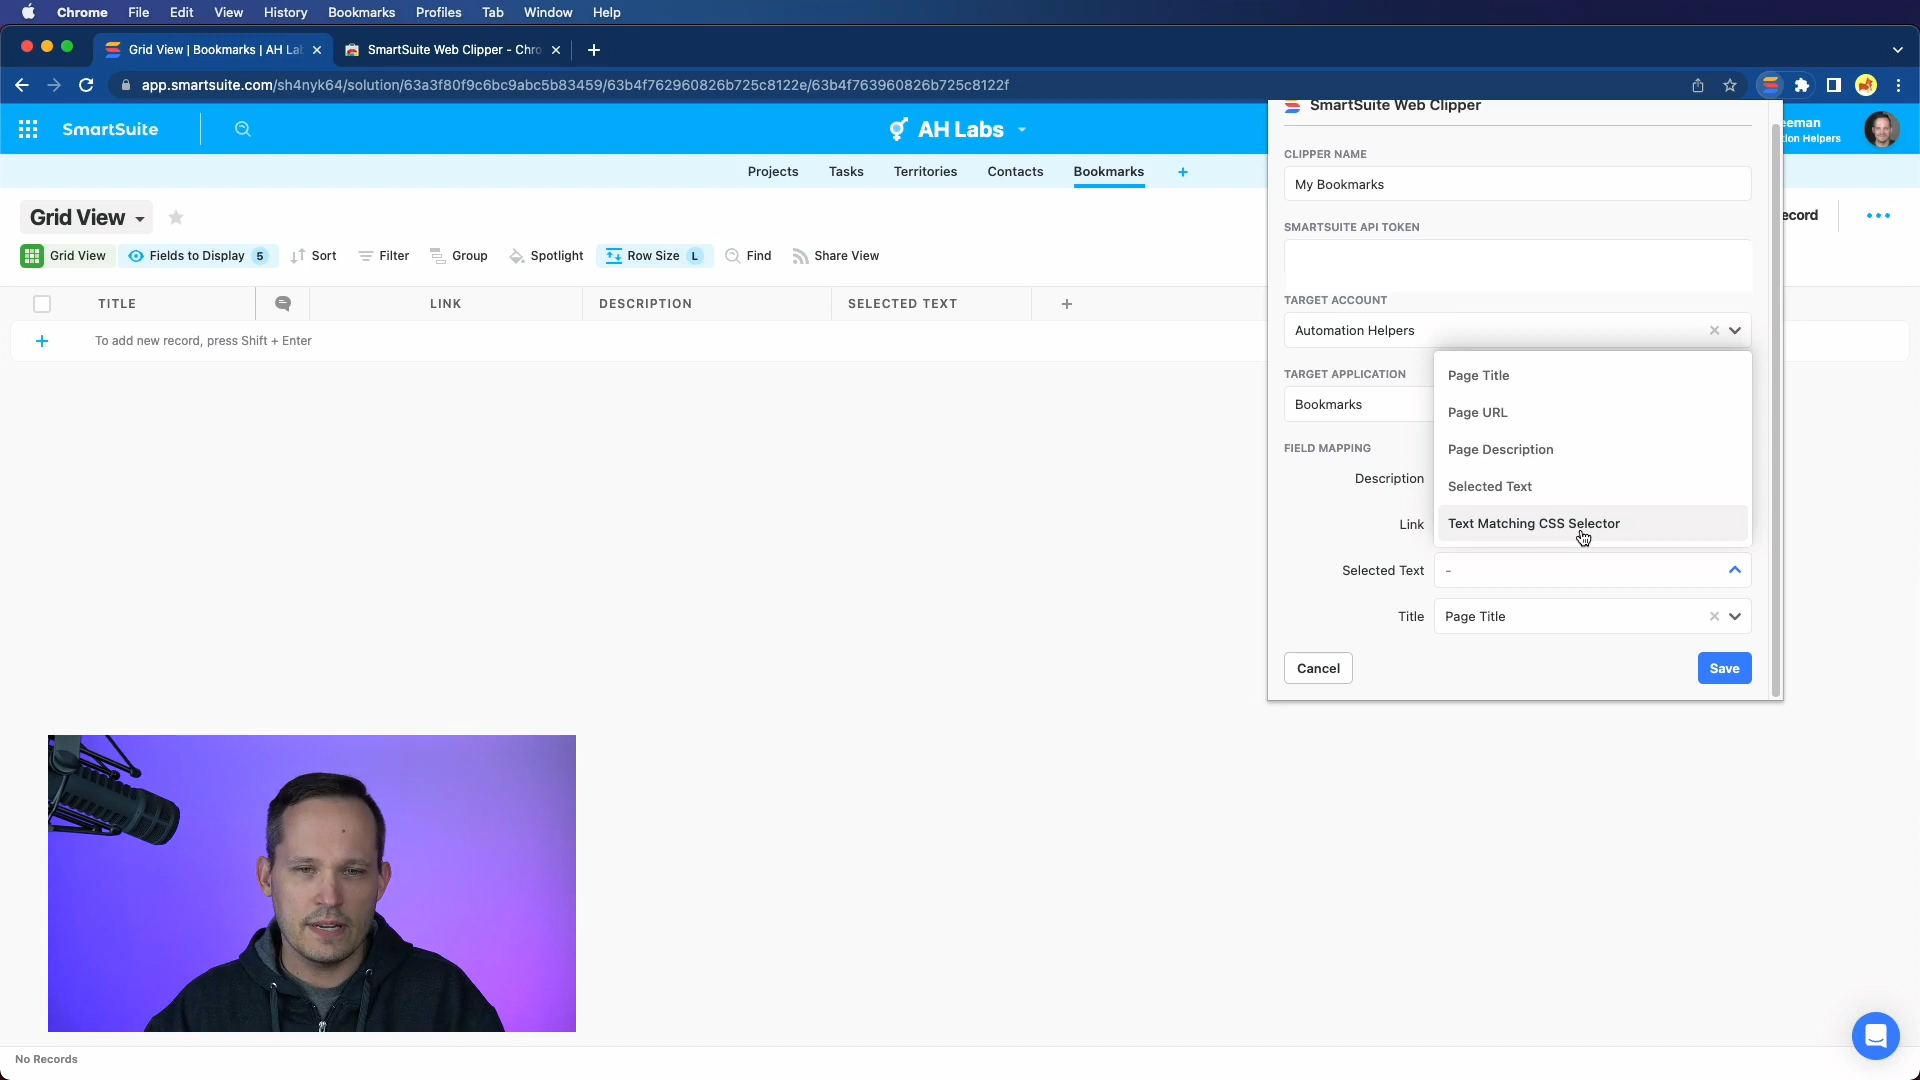 Chrome File Edit View History Bookmarks Profiles Tab Window Help
Grid View | Bookmarks | AH La
SmartSuite Web Clipper - Chro
app.smartsuite.com/sh4nyk64/solution/63a3f80f9c6bc9abc5b83459/63b4f762960826b725c8122e/63b4f763960826b725c8122f
SmartSuite
AH Labs
eeman
ion Helpers
Projects Tasks Territories Contacts Bookmarks +
Grid View
ecord
Grid View Fields to Display 5 Sort Filter Group Spotlight Row Size L Find Share View
TITLE LINK DESCRIPTION SELECTED TEXT +
+ To add new record, press Shift + Enter
SmartSuite Web Clipper
CLIPPER NAME
My Bookmarks
SMARTSUITE API TOKEN
TARGET ACCOUNT
Automation Helpers
TARGET APPLICATION
Bookmarks
FIELD MAPPING
Description
Link
Page Title
Page URL
Page Description
Selected Text
Text Matching CSS Selector
Selected Text -
Title Page Title
Cancel Save
No Records